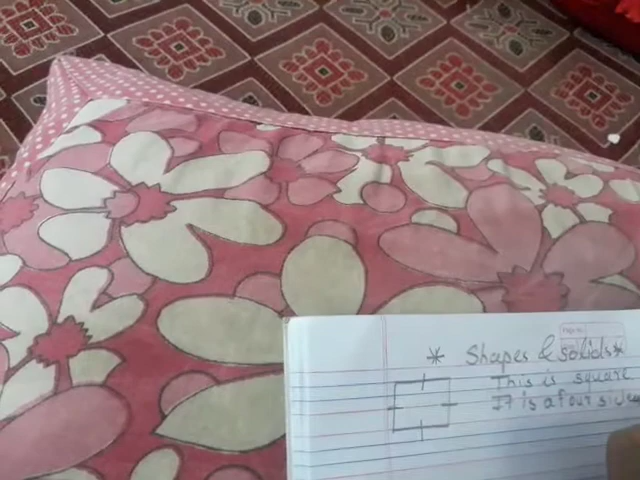 * Shapes & solids *
This is square
It is a four side